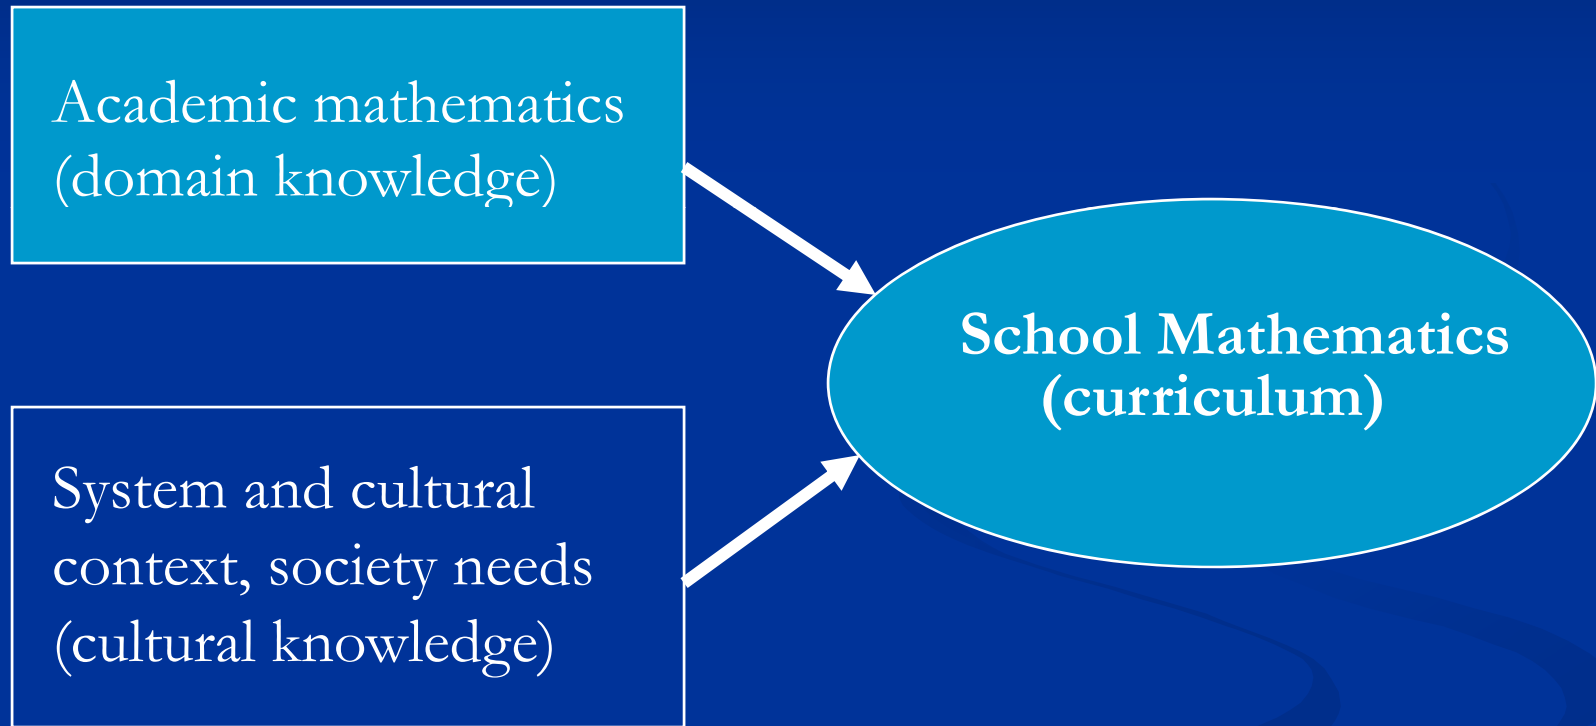 Academic mathematics
(domain knowledge)
School Mathematics
(curriculum)
System and cultural
context, society needs
(cultural knowledge)